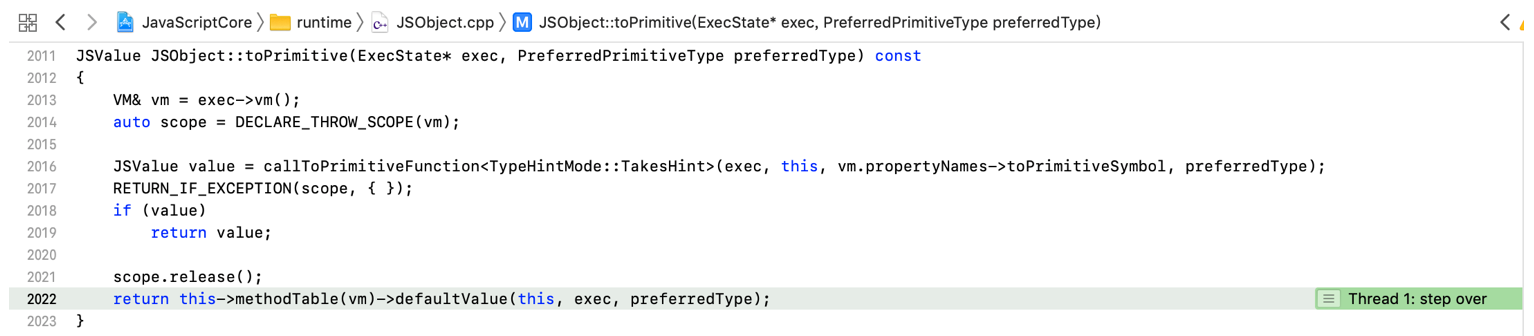 JavaScriptCore runtime JSObject.cpp M JSObject::toPrimitive(ExecState* exec, PreferredPrimitiveType preferredType)
2011 JSValue JSObject::toPrimitive(ExecState* exec, PreferredPrimitiveType preferredType) const
2012 {
2013     VM& vm = exec->vm();
2014     auto scope = DECLARE_THROW_SCOPE(vm);
2015
2016     JSValue value = callToPrimitiveFunction<TypeHintMode::TakesHint>(exec, this, vm.propertyNames->toPrimitiveSymbol, preferredType);
2017     RETURN_IF_EXCEPTION(scope, { });
2018     if (value)
2019         return value;
2020
2021     scope.release();
2022     return this->methodTable(vm)->defaultValue(this, exec, preferredType); Thread 1: step over
2023 }